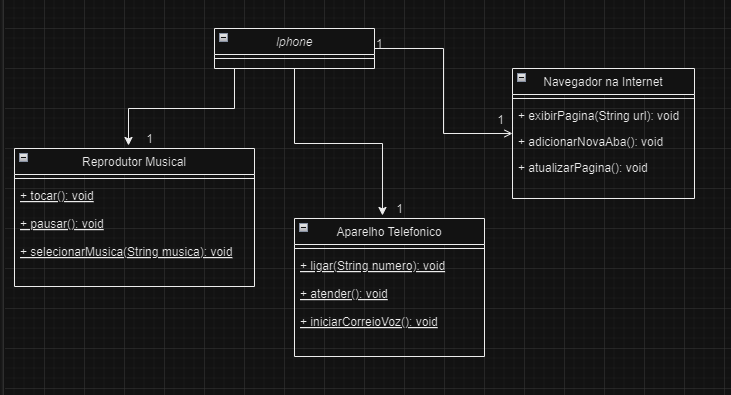 Iphone
1
Navegador na Internet
1
+ exibirPagina(String url): void
+ adicionarNovaAba(): void
+ atualizarPagina(): void
1
Reprodutor Musical
+ tocar(): void
+ pausar(): void
+ selecionarMusica(String musica): void
1
Aparelho Telefonico
+ ligar(String numero): void
+ atender(): void
+ iniciarCorreioVoz(): void